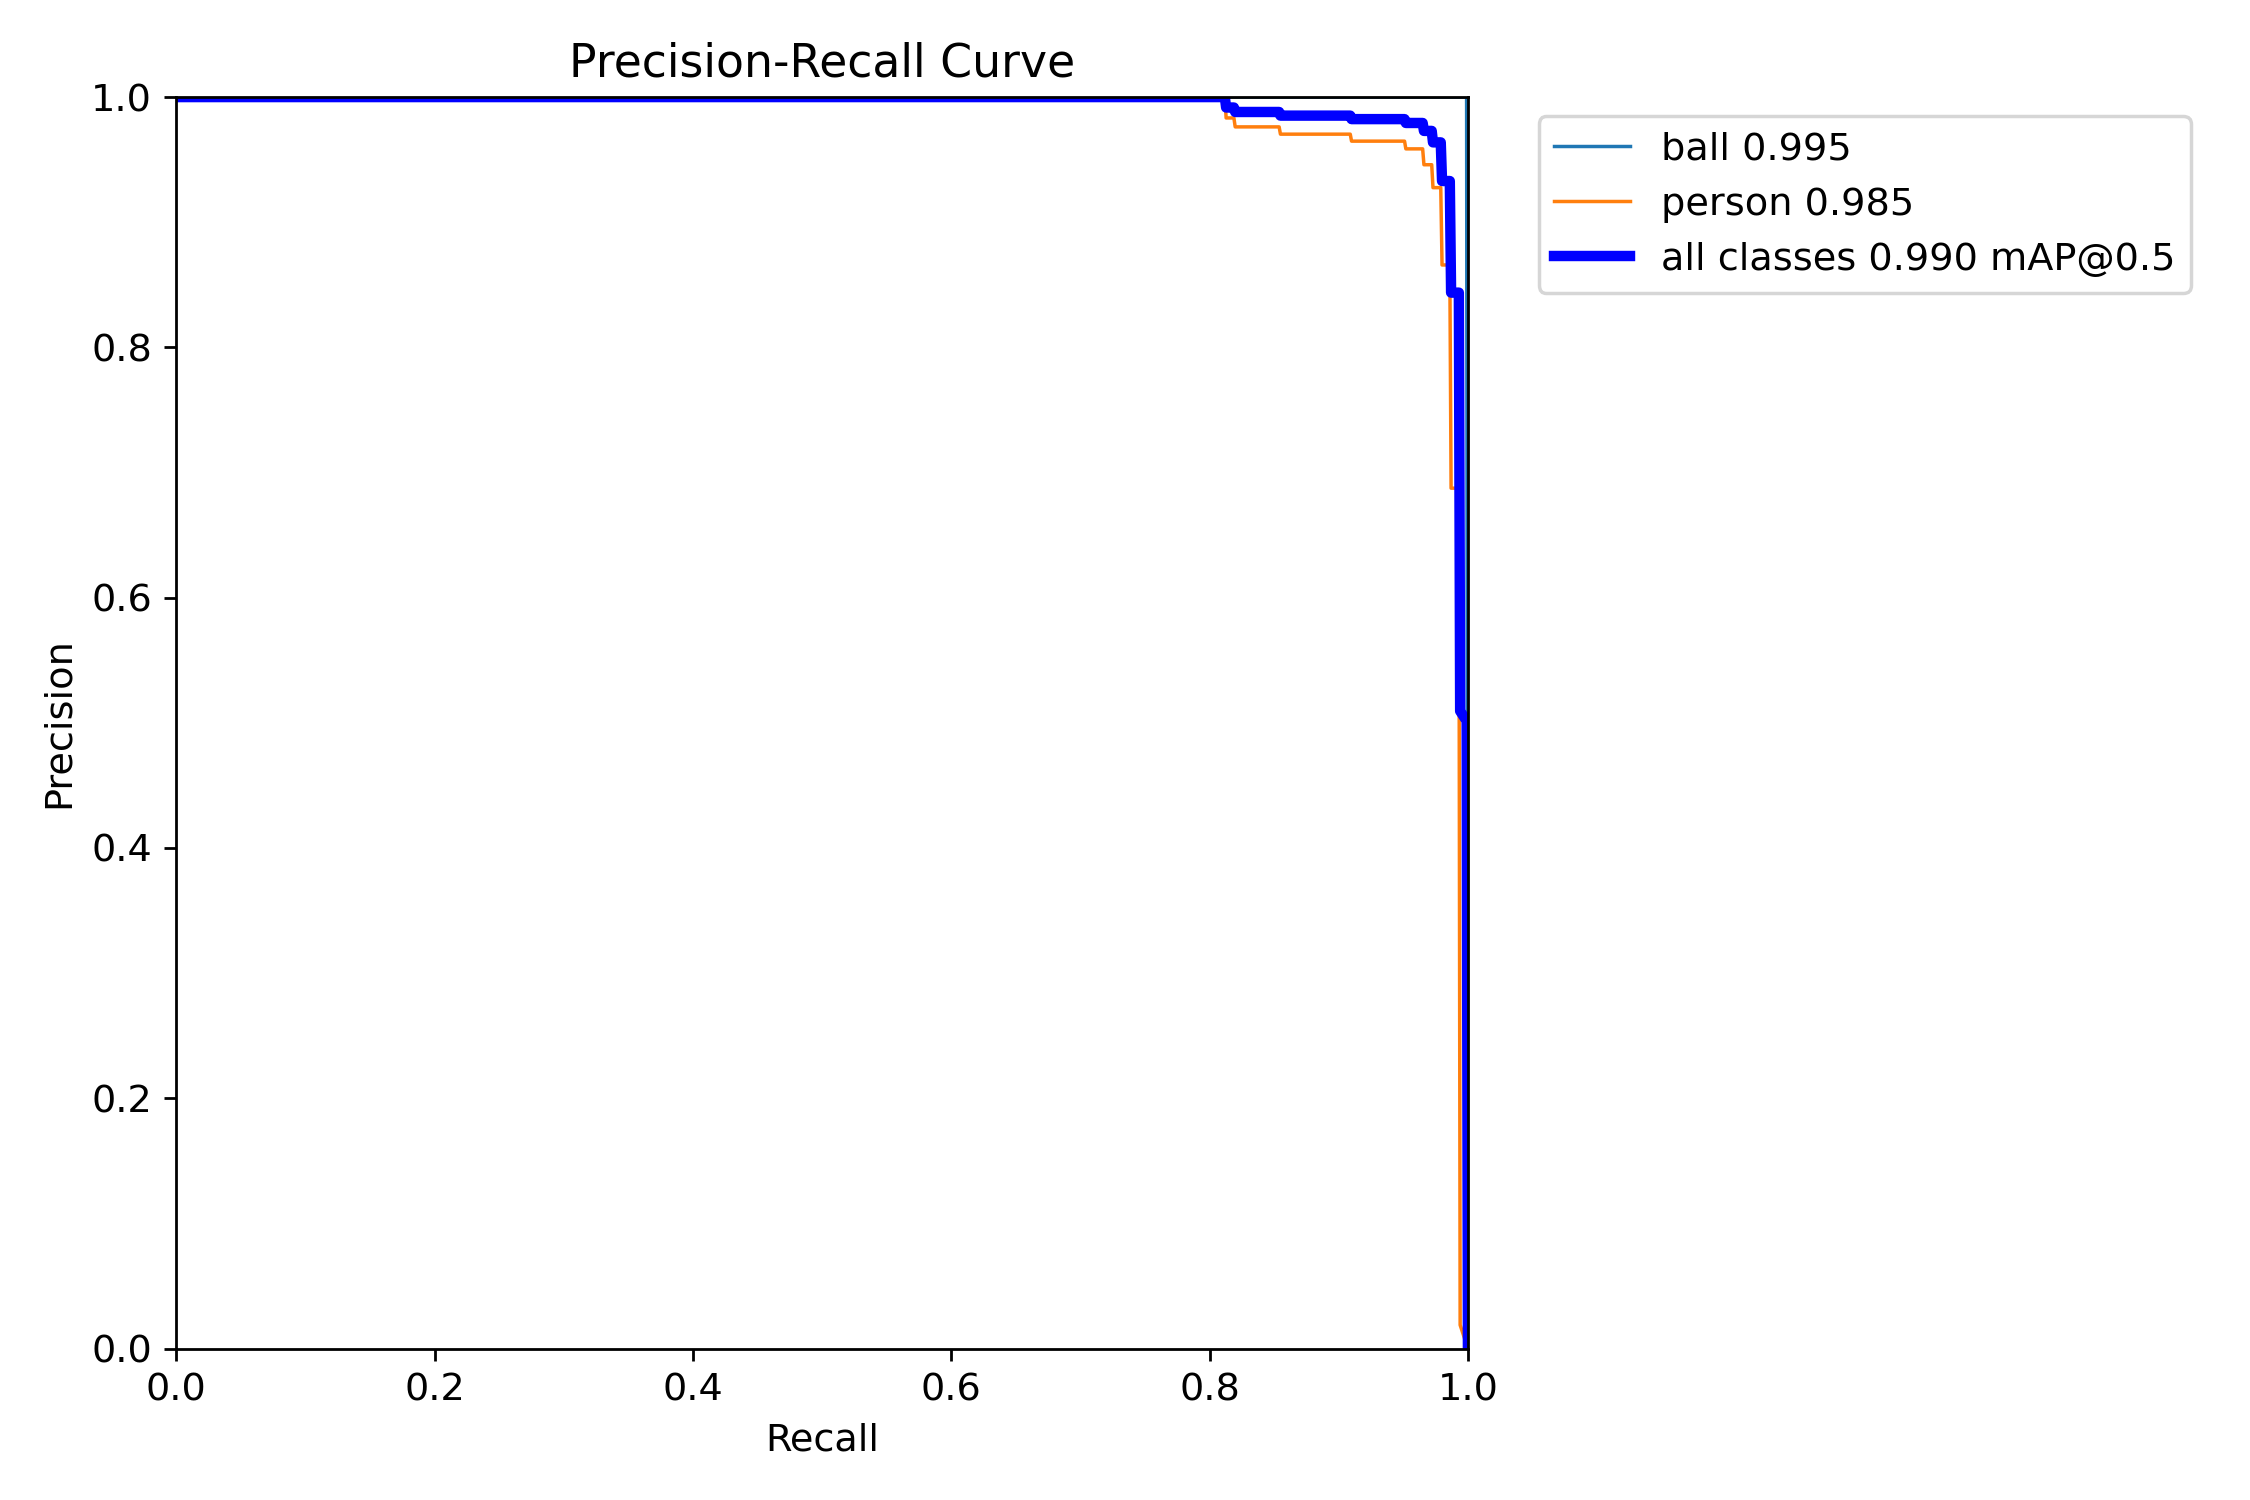 Precision-Recall Curve
1.0
0.8
0.6
0.4
0.2
0.0
Precision
0.0 0.2 0.4 0.6 0.8 1.0
Recall
ball 0.995
person 0.985
all classes 0.990 mAP@0.5